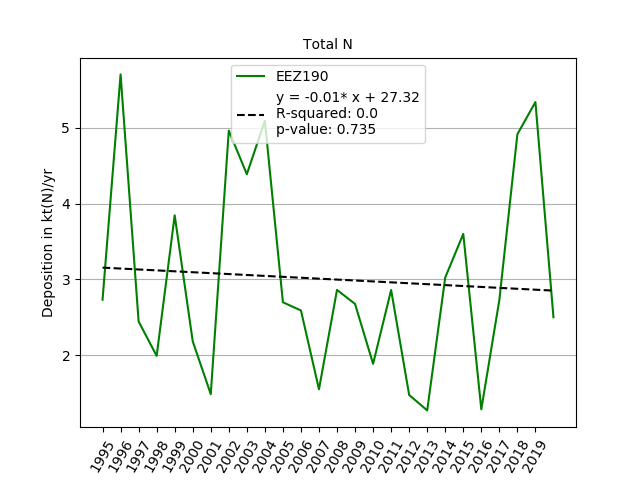 Total N
EEZ190
y = -0.01* x + 27.32
R-squared: 0.0
p-value: 0.735
Deposition in kt(N)/yr
5
4
3
2
1995 1996 1997 1998 1999 2000 2001 2002 2003 2004 2005 2006 2007 2008 2009 2010 2011 2012 2013 2014 2015 2016 2017 2018 2019